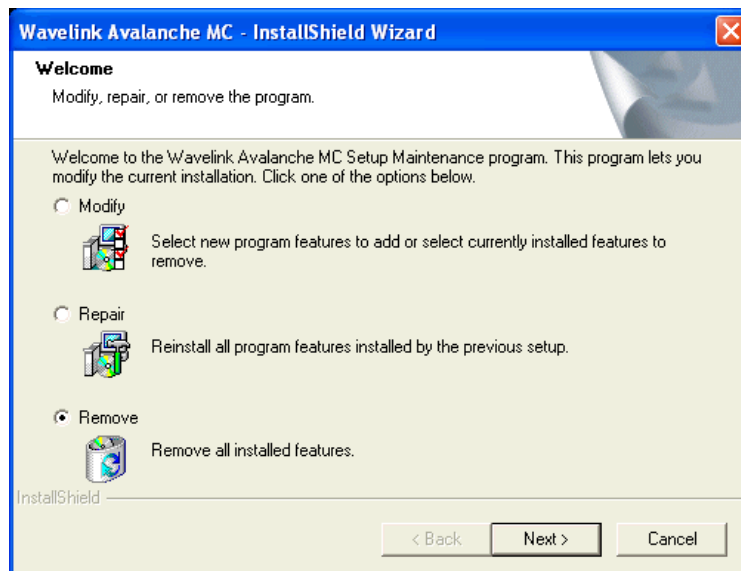 Wavelink Avalanche MC - InstallShield Wizard
Welcome
Modify, repair, or remove the program.
Welcome to the Wavelink Avalanche MC Setup Maintenance program. This program lets you
modify the current installation. Click one of the options below.
Modify
Select new program features to add or select currently installed features to
remove.
Repair
Reinstall all program features installed by the previous setup.
Remove
Remove all installed features.
InstallShield
< Back Next > Cancel